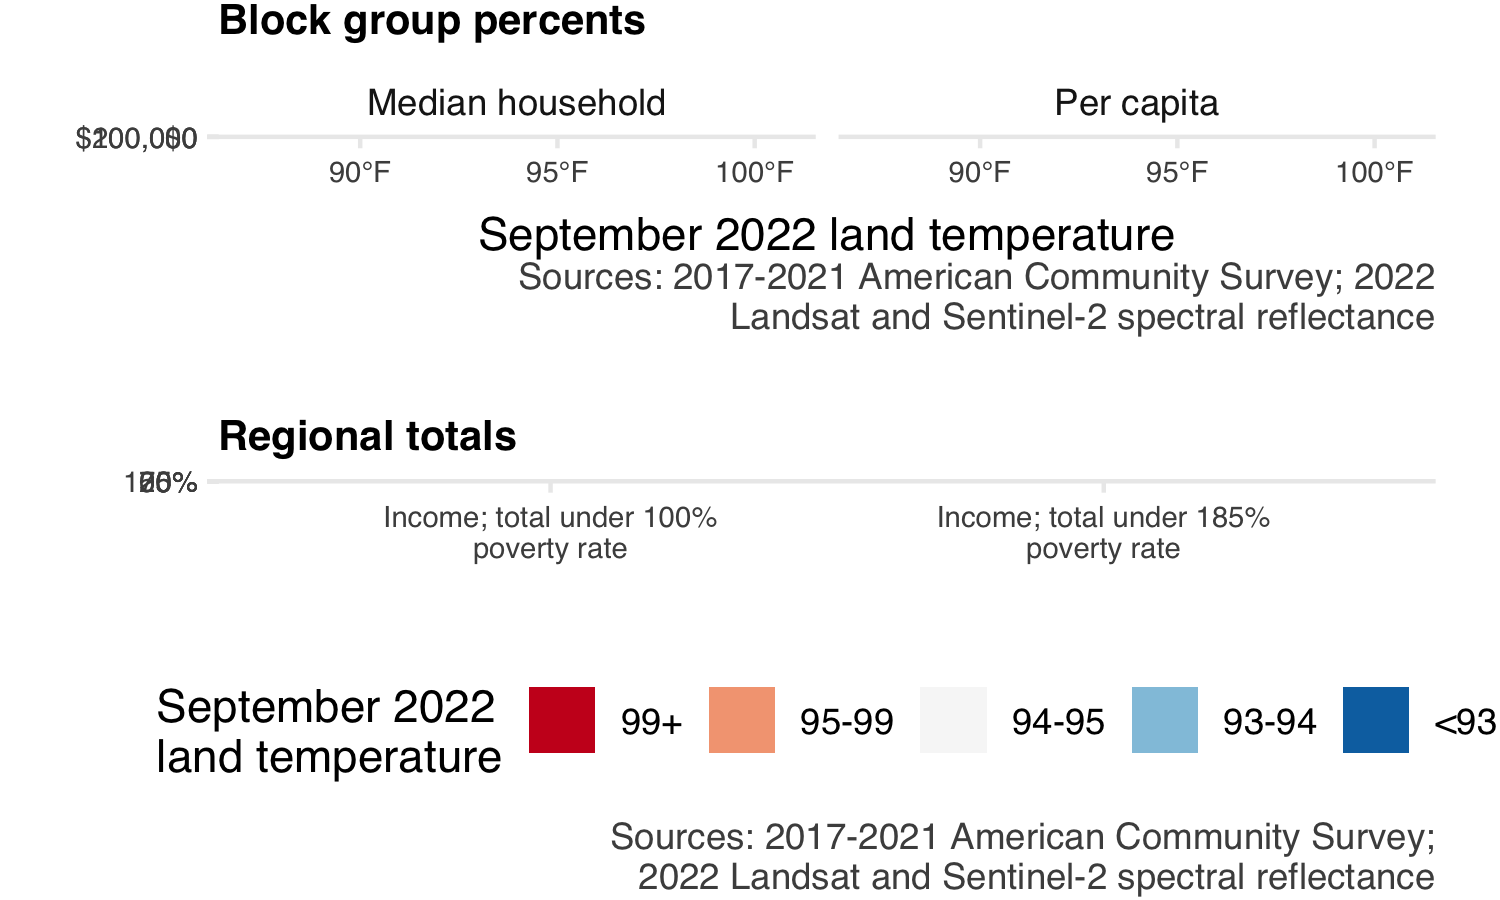 Block group percents
Median household Per capita
90°F 95°F 100°F 90°F 95°F 100°F
September 2022 land temperature
Sources: 2017-2021 American Community Survey; 2022
Landsat and Sentinel-2 spectral reflectance
Regional totals
Income; total under 100% Income; total under 185%
poverty rate poverty rate
September 2022
land temperature
99+ 95-99 94-95 93-94 <93
Sources: 2017-2021 American Community Survey;
2022 Landsat and Sentinel-2 spectral reflectance